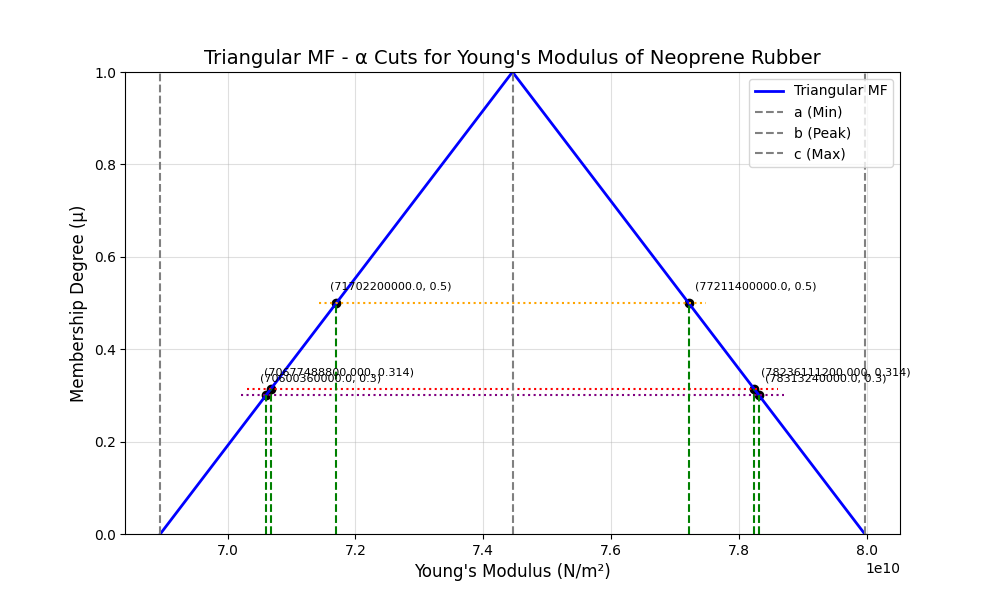 Triangular MF - α Cuts for Young's Modulus of Neoprene Rubber
Membership Degree (μ)
1.0
0.8
0.6
0.4
0.2
0.0
Triangular MF
a (Min)
b (Peak)
c (Max)
(71702200000.0, 0.5)
(77211400000.0, 0.5)
(70677488800.000, 0.314)
(78236111200.000, 0.314)
(70600360000.0, 0.3)
(78313240000.0, 0.3)
7.0
7.2
7.4
7.6
7.8
8.0
1e10
Young's Modulus (N/m²)